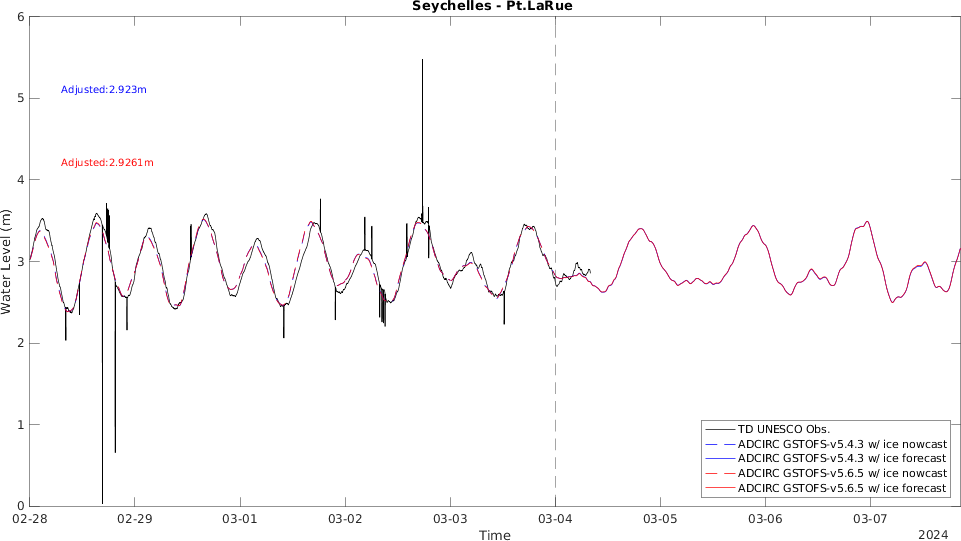 Seychelles - Pt.LaRue
6
Adjusted:2.923m
5
Adjusted:2.9261m
4
3
2
1
0
Water Level (m)
TD UNESCO Obs.
ADCIRC GSTOFS-v5.4.3 w/ ice nowcast
ADCIRC GSTOFS-v5.4.3 w/ ice forecast
ADCIRC GSTOFS-v5.6.5 w/ ice nowcast
ADCIRC GSTOFS-v5.6.5 w/ ice forecast
02-28 02-29 03-01 03-02 03-03 03-04 03-05 03-06 03-07
Time
2024